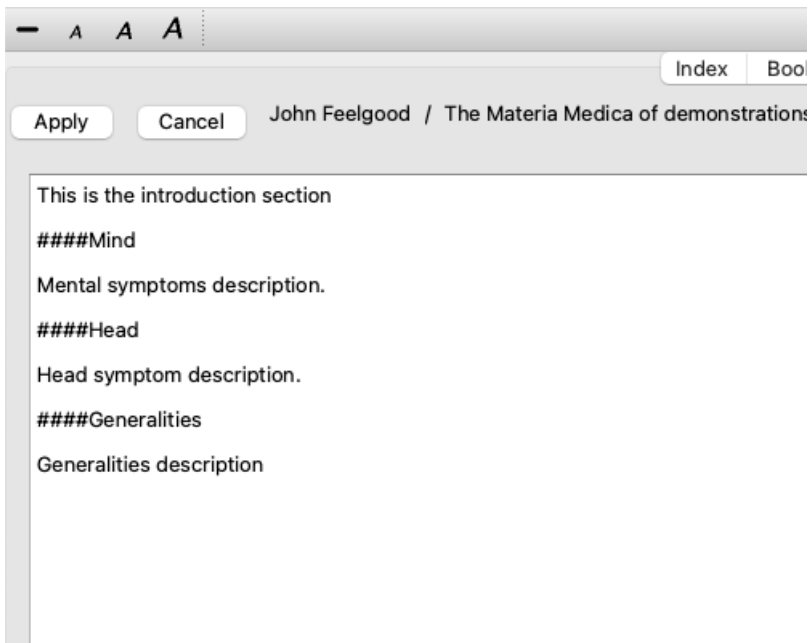 A A A
Index Book
Apply Cancel John Feelgood / The Materia Medica of demonstrations
This is the introduction section
####Mind
Mental symptoms description.
####Head
Head symptom description.
####Generalities
Generalities description